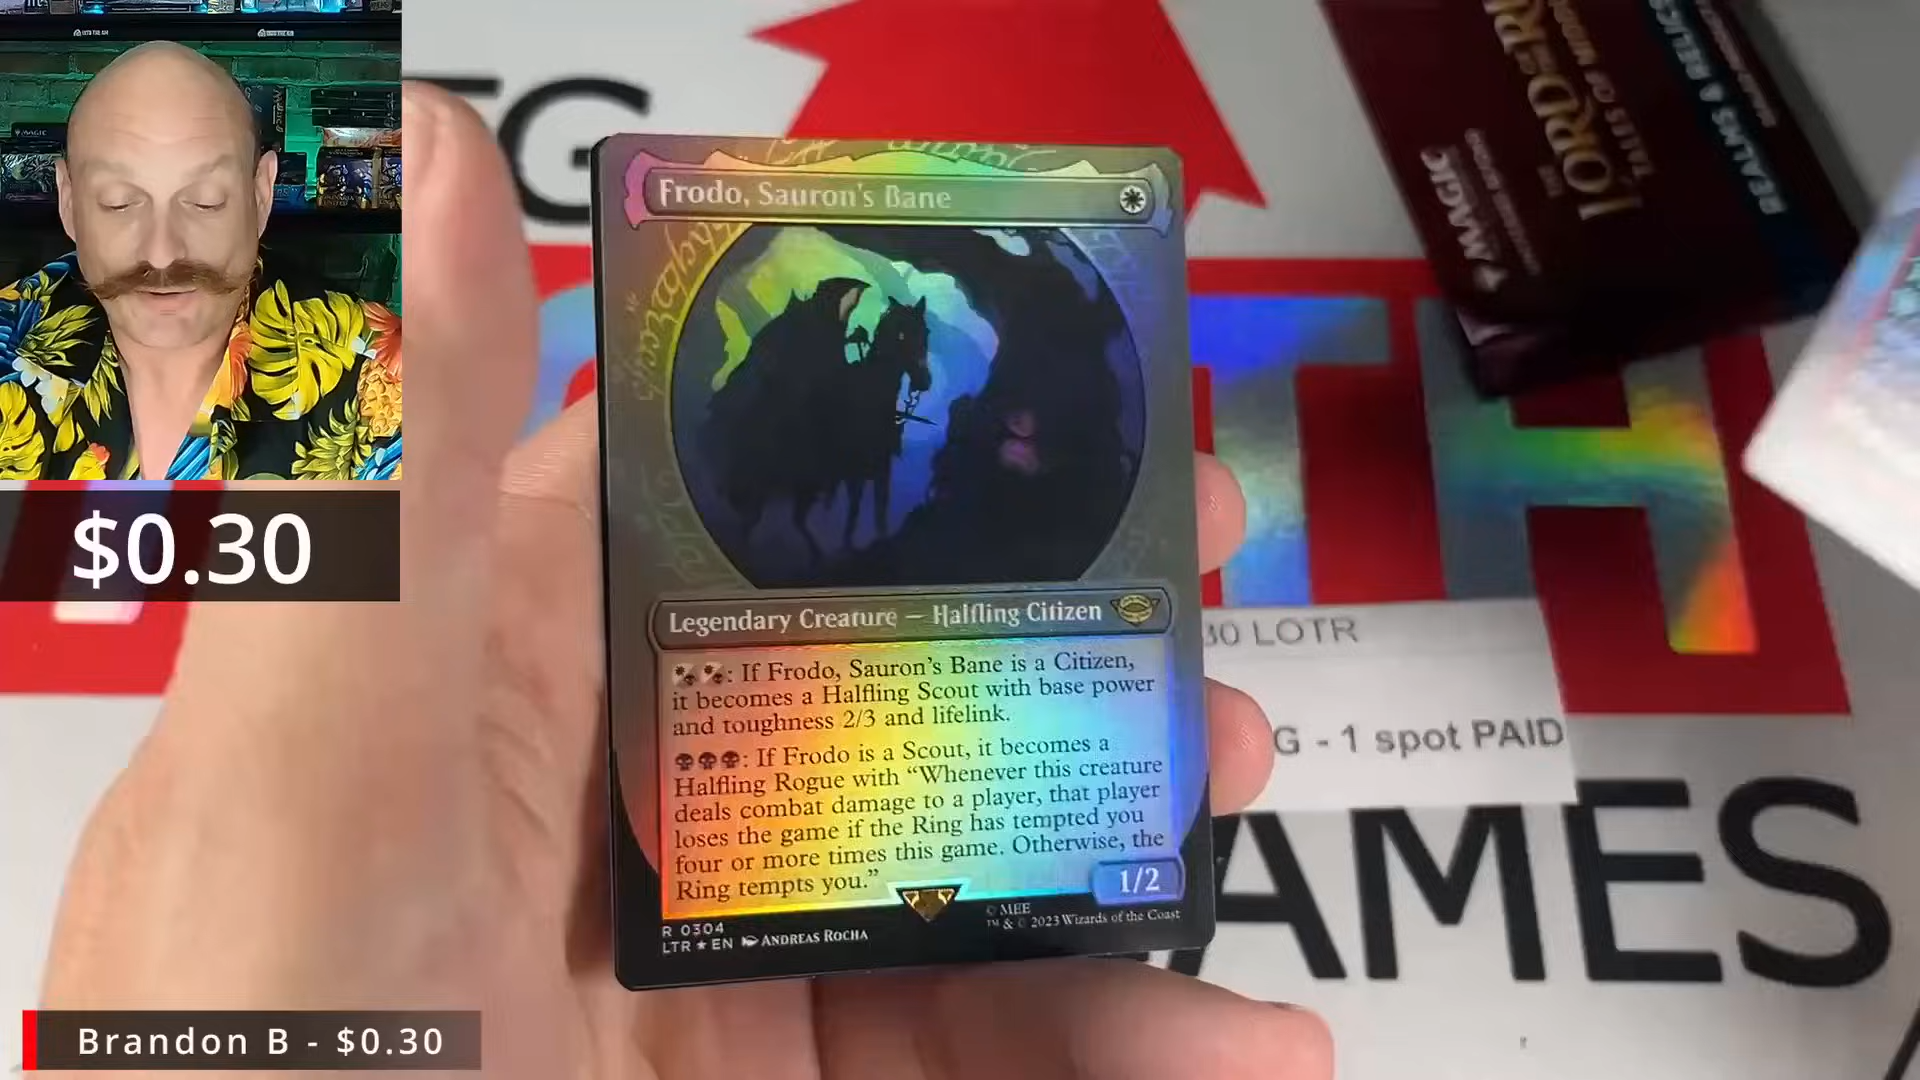 $0.30
Brandon B - $0.30
Frodo, Sauron's Bane
Legendary Creature — Halfling Citizen
: If Frodo, Sauron's Bane is a Citizen,
it becomes a Halfling Scout with base power
and toughness 2/3 and lifelink.
: If Frodo is a Scout, it becomes a
Halfling Rogue with “Whenever this creature
deals combat damage to a player, that player
loses the game if the Ring has tempted you
four or more times this game. Otherwise, the
Ring tempts you.”
1/2
R 0304
LTR ★ EN ANDREAS ROCHA
© MEE
™ & © 2023 Wizards of the Coast
TALES OF
REALMS & RELICS
MAGIC
30 LOTR
G - 1 spot PAID
TH
AMES